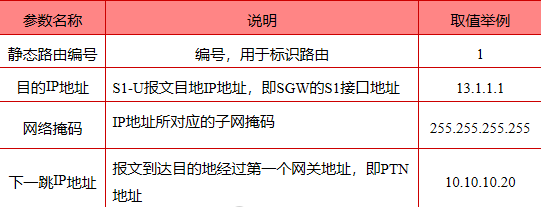 参数名称 说明 取值举例
静态路由编号 编号，用于标识路由 1
目的IP地址 S1-U报文目地IP地址，即SGW的S1接口地址 13.1.1.1
网络掩码 IP地址所对应的子网掩码 255.255.255.255
下一跳IP地址 报文到达目的地经过第一个网关地址，即PTN
地址 10.10.10.20